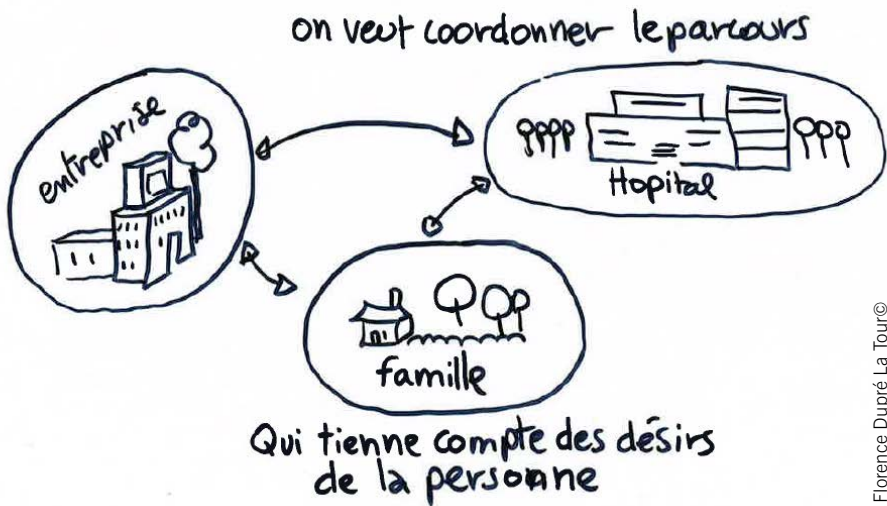 on veut coordonner le parcours
entreprise
Hopital
famille
Qui tienne compte des désirs
de la personne
Florence Dupré La Tour©